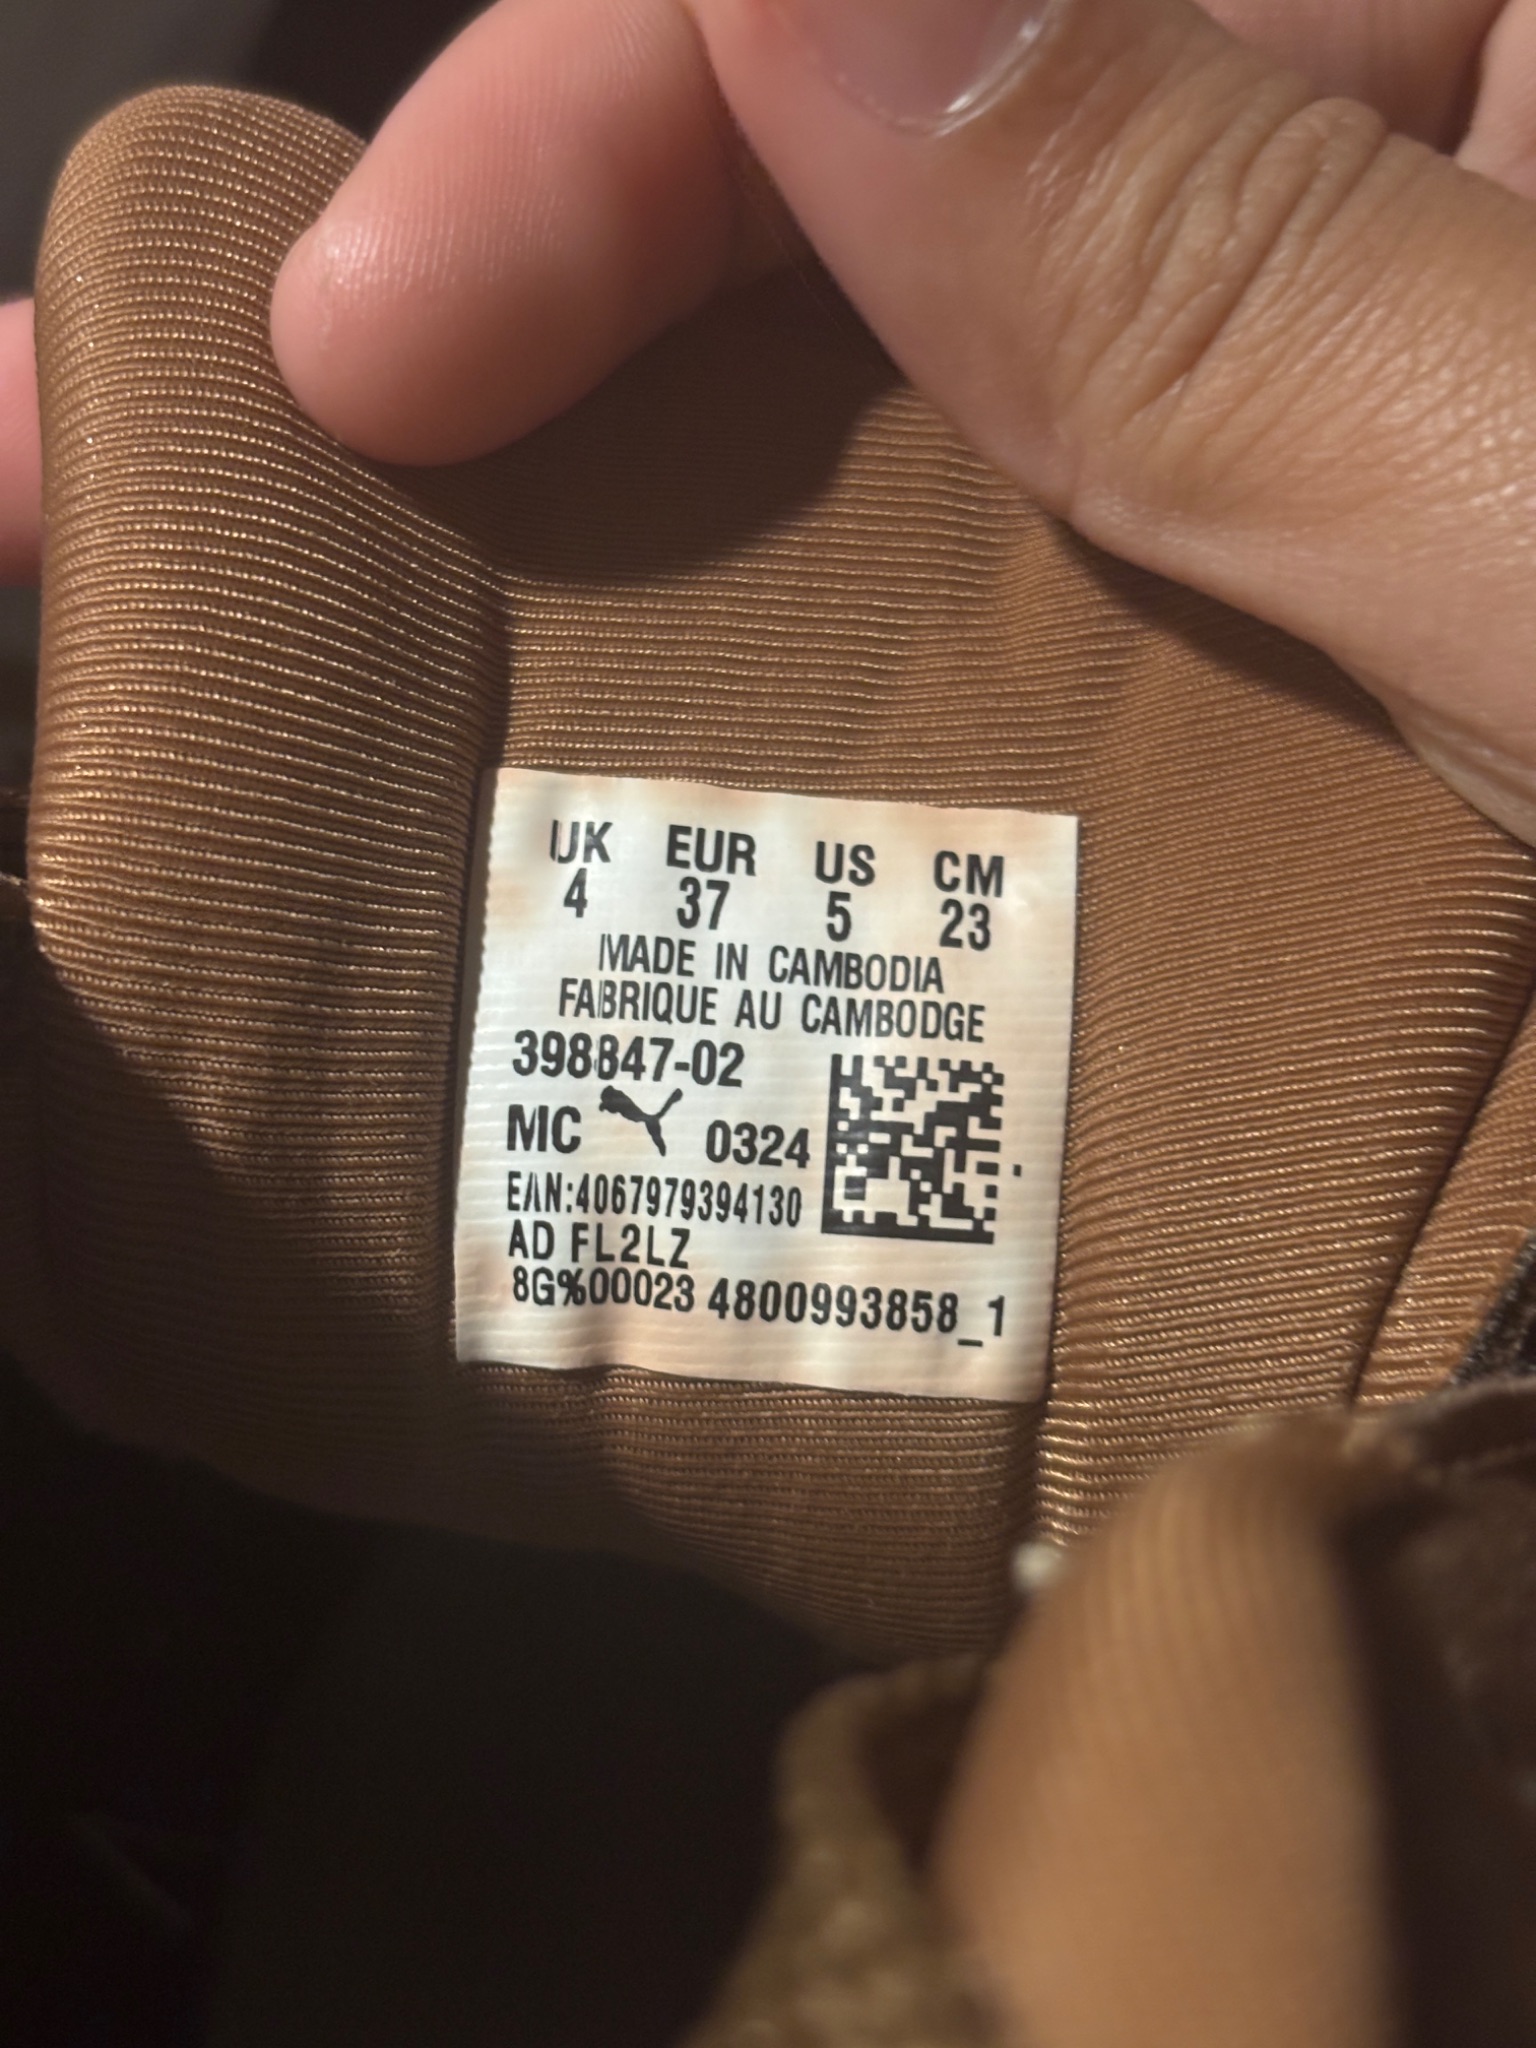 UK EUR US CM
4 37 5 23
MADE IN CAMBODIA
FABRIQUE AU CAMBODGE
398847-02
MC 0324
EAN:4067979394130
AD FL2LZ
8G%00023 4800993858_1